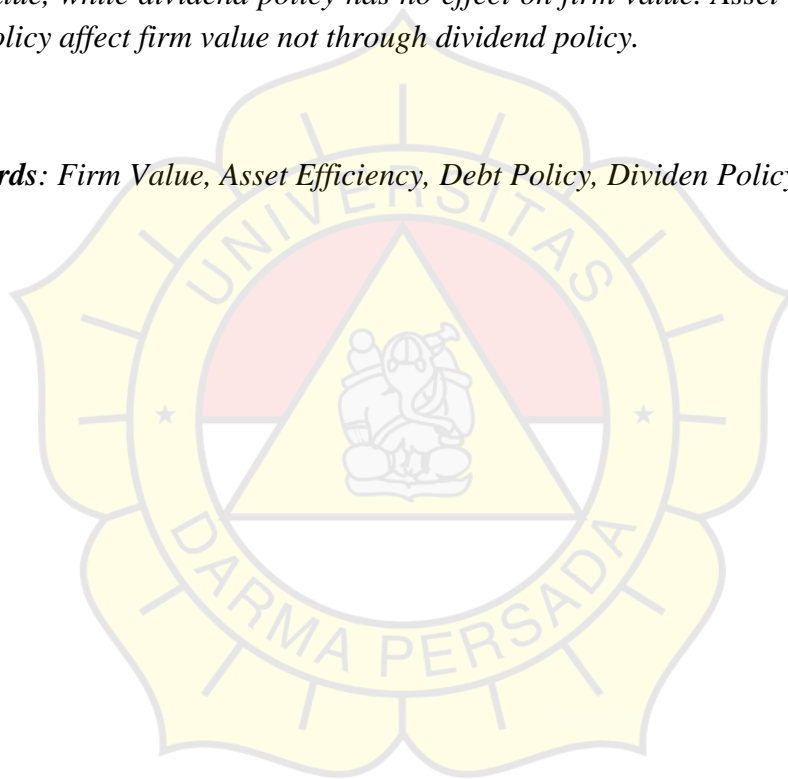 alue, while dividend policy has no effect on firm value. Asset
olicy affect firm value not through dividend policy.
rds: Firm Value, Asset Efficiency, Debt Policy, Dividen Policy
UNIVERSITAS
DARMA PERSADA